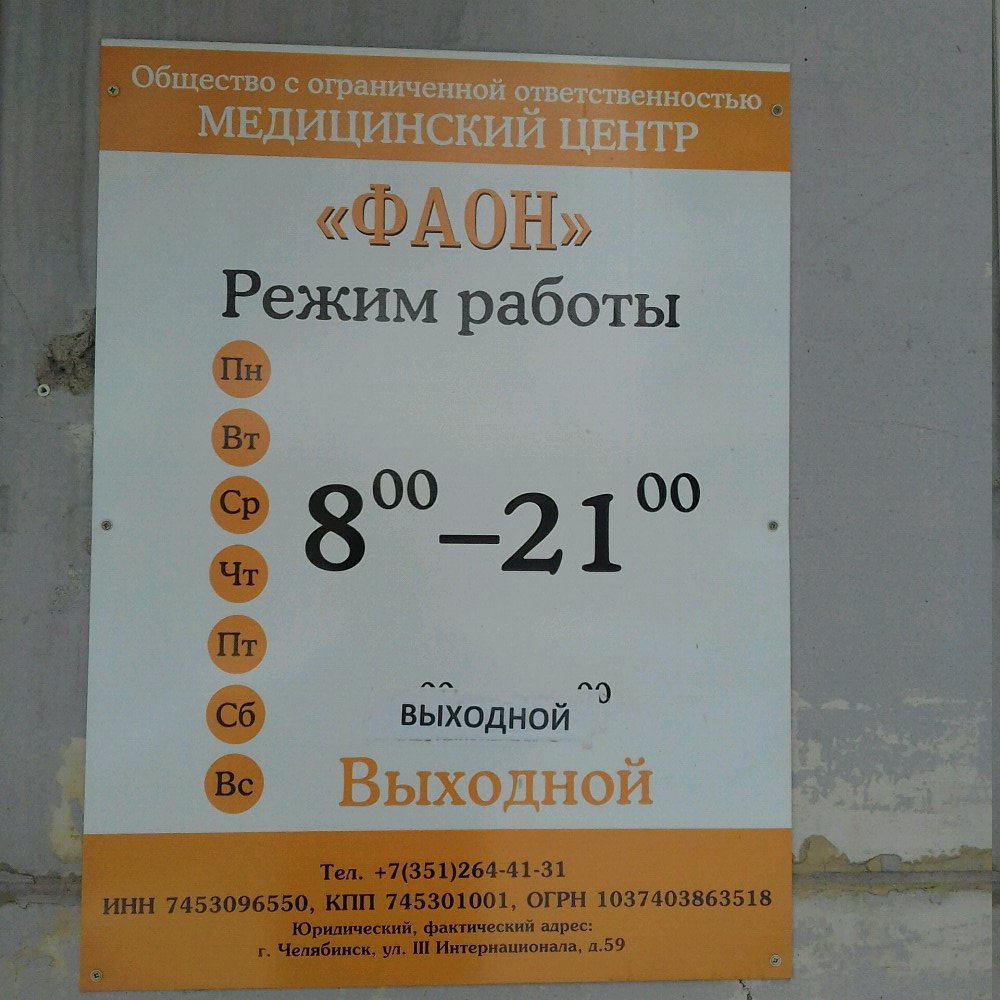 Общество с ограниченной ответственностью
МЕДИЦИНСКИЙ ЦЕНТР
«ФАОН»
Режим работы
Пн
Вт
Ср
8⁰⁰–21⁰⁰
Чт
Пт
Сб ВЫХОДНОЙ
Вс Выходной
Тел. +7(351)264-41-31
ИНН 7453096550, КПП 745301001, ОГРН 1037403863518
Юридический, фактический адрес:
г. Челябинск, ул. III Интернационала, д.59